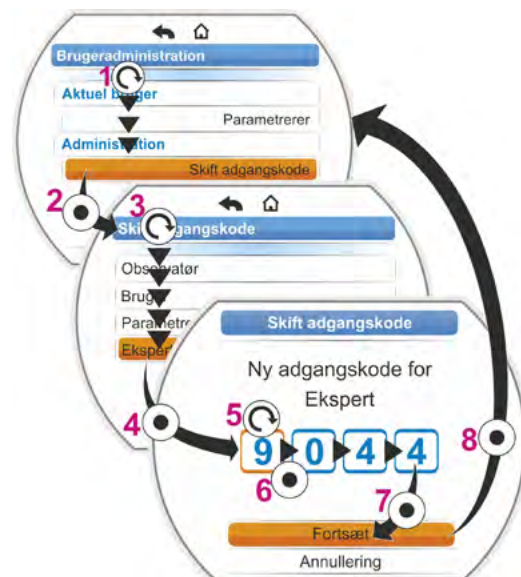 Brugeradministration
1
Aktuel bruger
Parametrerer
Administration
Skift adgangskode
2
3
Skift adgangskode
Observatør
Bruger
Parametre
Ekspert
Skift adgangskode
Ny adgangskode for
Ekspert
4
5
9 0 4 4
6
7
8
Fortsæt
Annullering